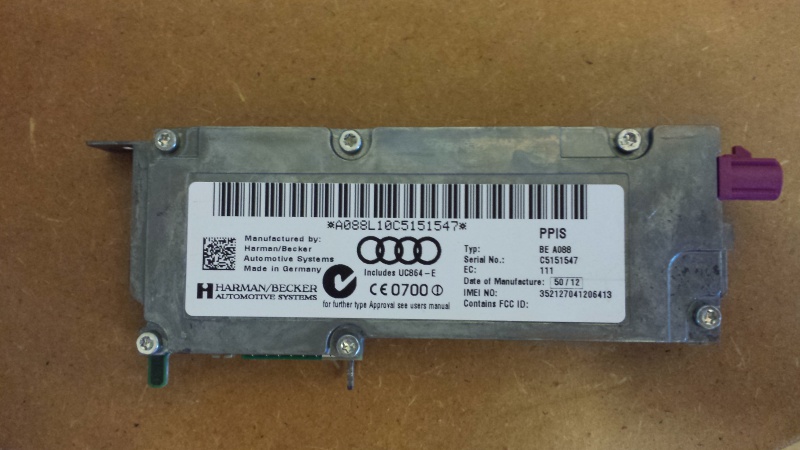 *A088L10C5151547*
Manufactured by:
Harman/Becker
Automotive Systems
Made in Germany
H HARMAN/BECKER
AUTOMOTIVE SYSTEMS
Includes UC864-E
CE0700
for further type Approval see users manual
PPIS
Typ: BE A088
Serial No.: C5151547
EC: 111
Date of Manufacture: 50/12
IMEI NO: 352127041206413
Contains FCC ID: